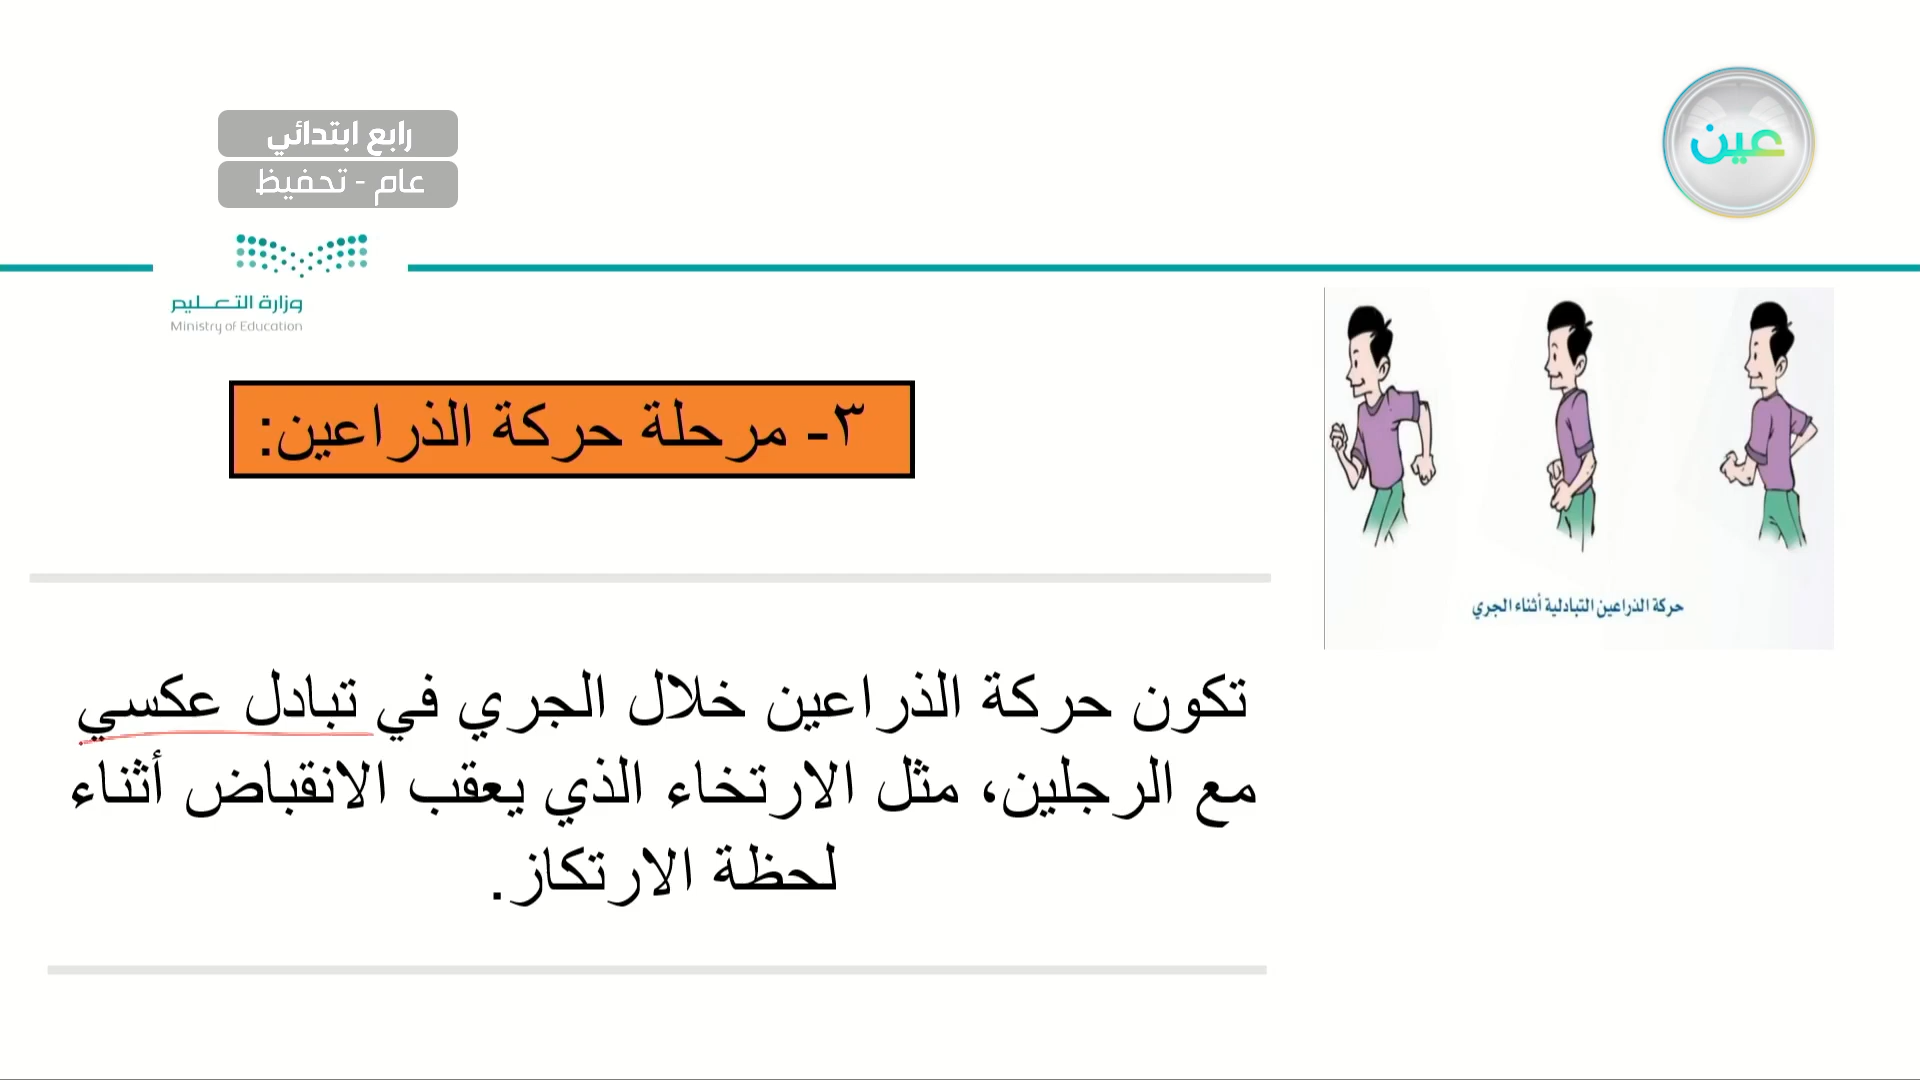 عين
رابع ابتدائي
عام - تحفيظ
وزارة التعليم
Ministry of Education
٣- مرحلة حركة الذراعين:
حركة الذراعين التبادلية أثناء الجري
تكون حركة الذراعين خلال الجري في تبادل عكسي
مع الرجلين، مثل الارتخاء الذي يعقب الانقباض أثناء
لحظة الارتكاز.